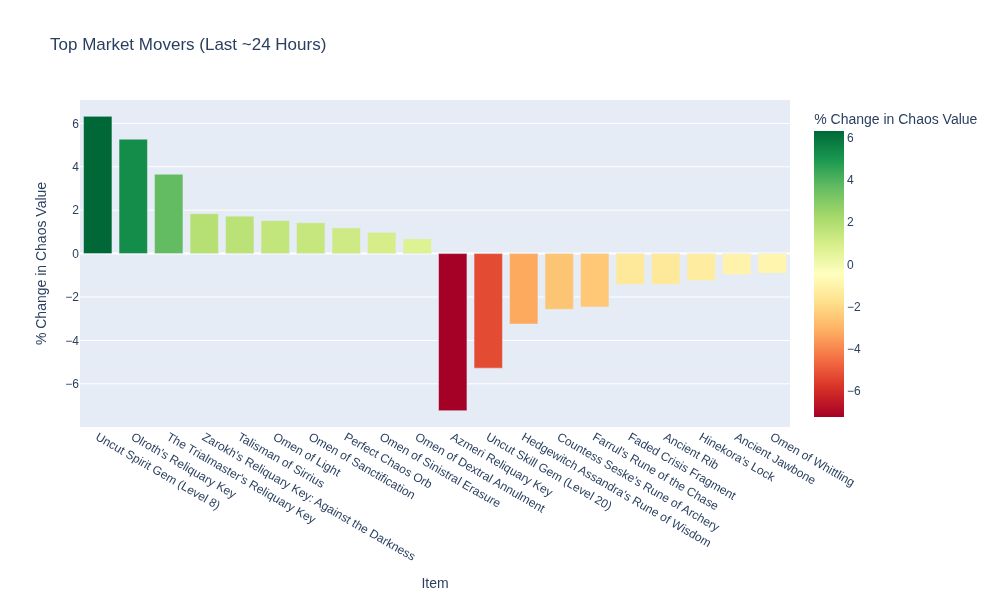 Top Market Movers (Last ~24 Hours)
% Change in Chaos Value
6
4
2
0
−2
−4
−6
% Change in Chaos Value
6
4
2
0
−2
−4
−6
Uncut Spirit Gem (Level 8)
Olroth's Reliquary Key
The Trialmaster's Reliquary Key
Zarokh's Reliquary Key: Against the Darkness
Talisman of Sirrius
Omen of Light
Omen of Sanctification
Perfect Chaos Orb
Omen of Sinistral Erasure
Omen of Dextral Annulment
Azmeri Reliquary Key
Uncut Skill Gem (Level 20)
Hedgewitch Assandra's Rune of Wisdom
Countess Seske's Rune of Archery
Farrul's Rune of the Chase
Faded Crisis Fragment
Ancient Rib
Hinekora's Lock
Ancient Jawbone
Omen of Whittling
Item